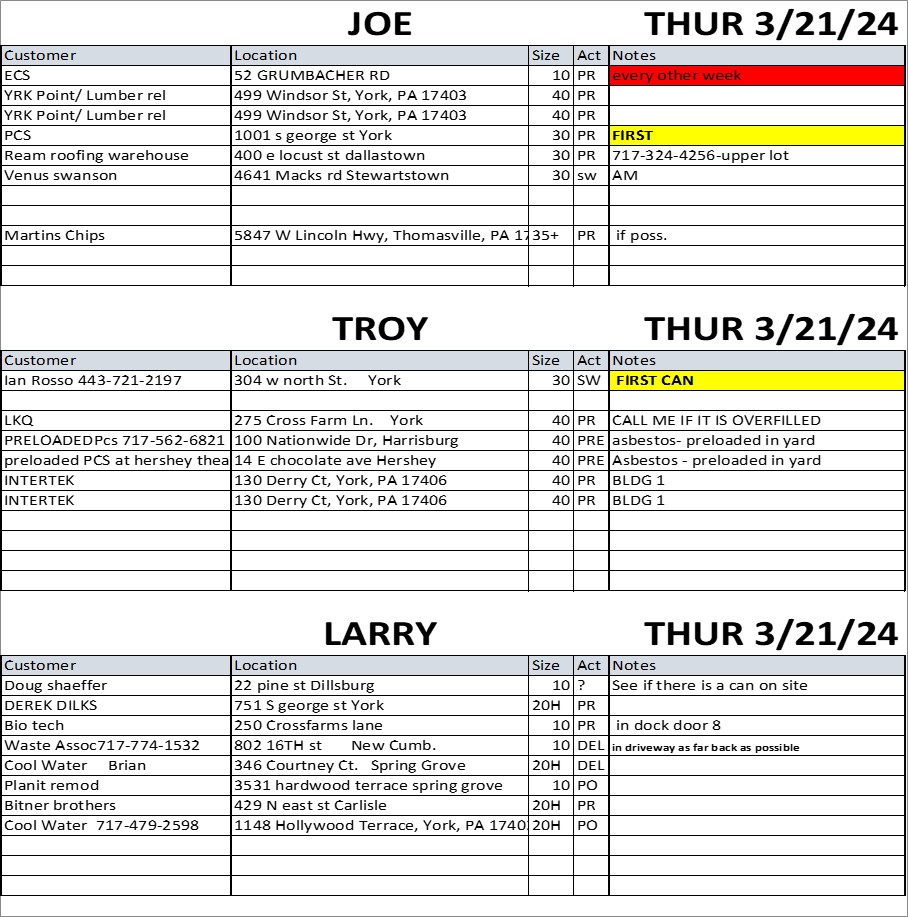 JOE THUR 3/21/24
Customer Location Size Act Notes
ECS 52 GRUMBACHER RD 10 PR every other week
YRK Point/ Lumber rel 499 Windsor St, York, PA 17403 40 PR
YRK Point/ Lumber rel 499 Windsor St, York, PA 17403 40 PR
PCS 1001 s george st York 30 PR FIRST
Ream roofing warehouse 400 e locust st dallastown 30 PR 717-324-4256-upper lot
Venus swanson 4641 Macks rd Stewartstown 30 sw AM
Martins Chips 5847 W Lincoln Hwy, Thomasville, PA 17 35+ PR if poss.
TROY THUR 3/21/24
Customer Location Size Act Notes
Ian Rosso 443-721-2197 304 w north St. York 30 SW FIRST CAN
LKQ 275 Cross Farm Ln. York 40 PR CALL ME IF IT IS OVERFILLED
PRELOADEDPcs 717-562-6821 100 Nationwide Dr, Harrisburg 40 PRE asbestos- preloaded in yard
preloaded PCS at hershey thea 14 E chocolate ave Hershey 40 PRE Asbestos - preloaded in yard
INTERTEK 130 Derry Ct, York, PA 17406 40 PR BLDG 1
INTERTEK 130 Derry Ct, York, PA 17406 40 PR BLDG 1
LARRY THUR 3/21/24
Customer Location Size Act Notes
Doug shaeffer 22 pine st Dillsburg 10 ? See if there is a can on site
DEREK DILKS 751 S george st York 20H PR
Bio tech 250 Crossfarms lane 10 PR in dock door 8
Waste Assoc717-774-1532 802 16TH st New Cumb. 10 DEL in driveway as far back as possible
Cool Water Brian 346 Courtney Ct. Spring Grove 20H DEL
Planit remod 3531 hardwood terrace spring grove 10 PO
Bitner brothers 429 N east st Carlisle 20H PR
Cool Water 717-479-2598 1148 Hollywood Terrace, York, PA 1740 20H PO